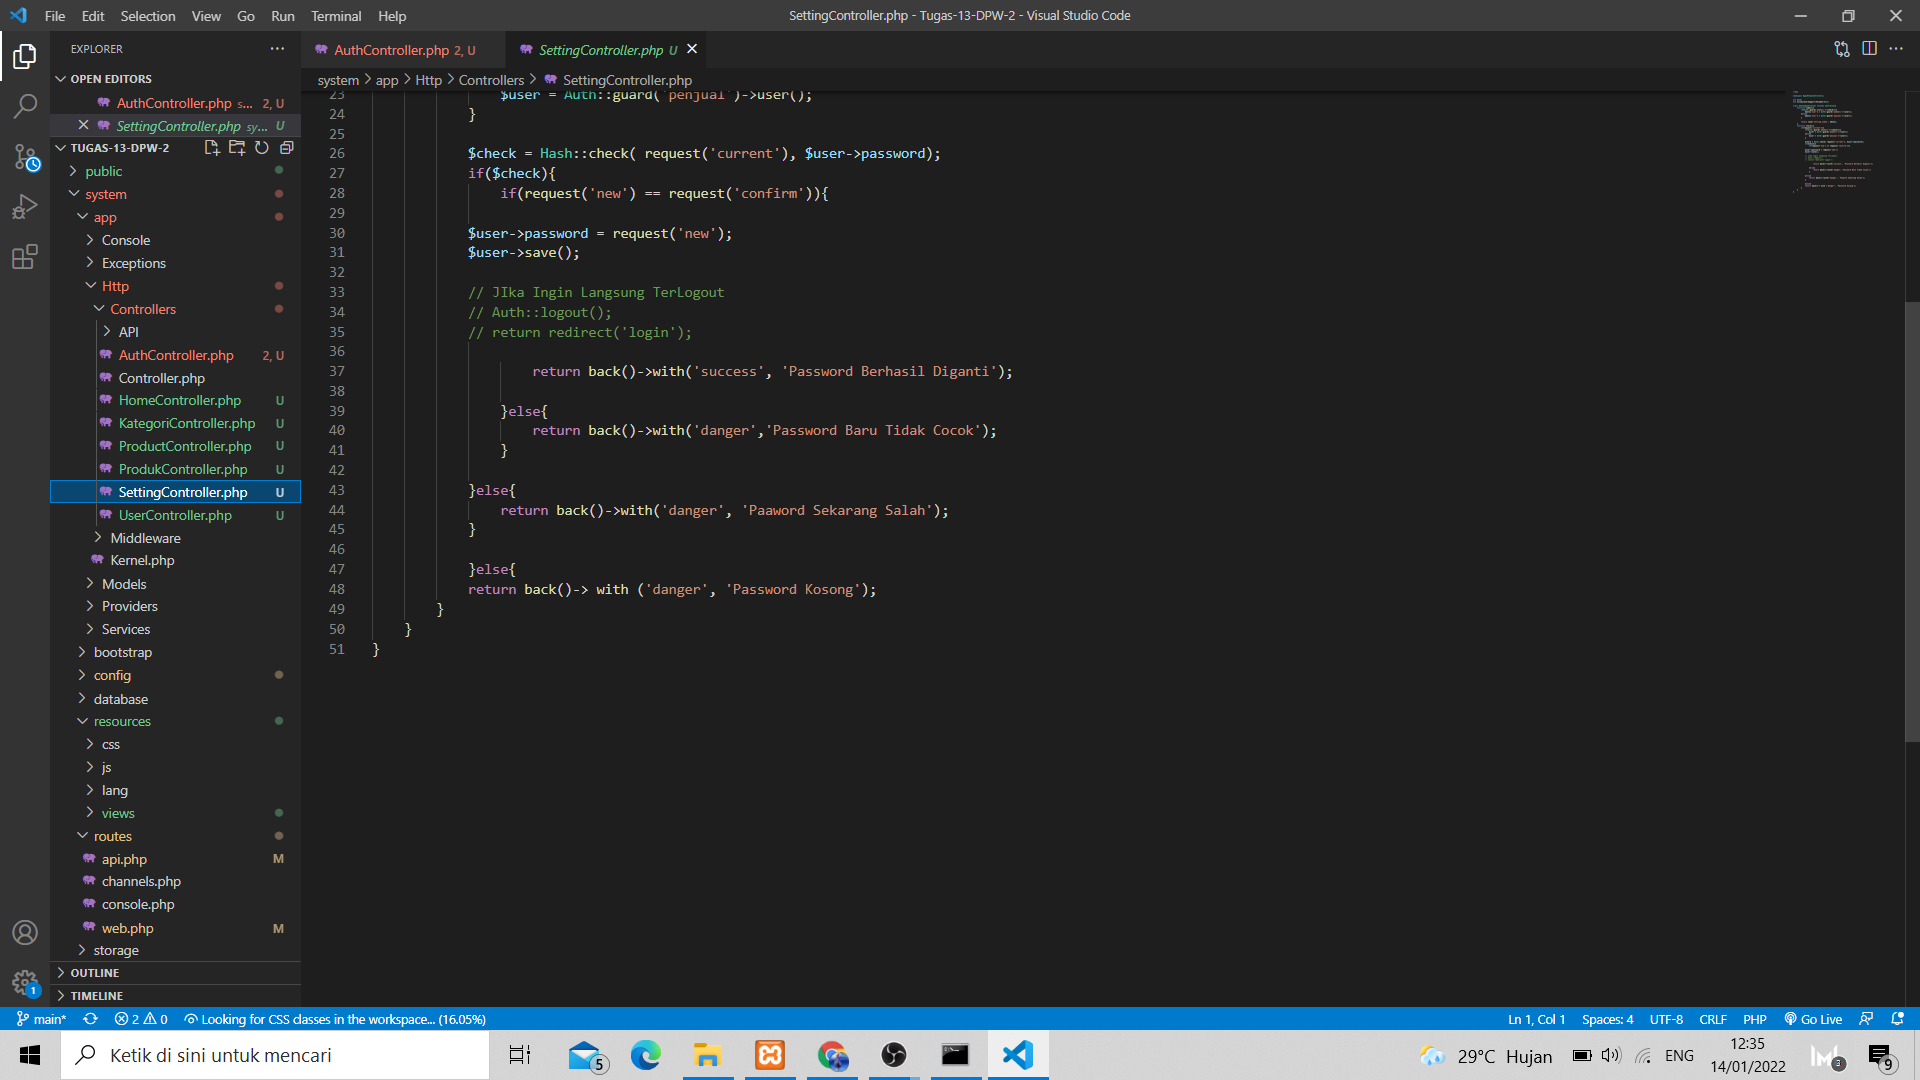 File Edit Selection View Go Run Terminal Help
SettingController.php - Tugas-13-DPW-2 - Visual Studio Code
EXPLORER
OPEN EDITORS
AuthController.php s... 2, U
SettingController.php sy... U
TUGAS-13-DPW-2
public
system
app
Console
Exceptions
Http
Controllers
API
AuthController.php 2, U
Controller.php
HomeController.php U
KategoriController.php U
ProductController.php U
ProdukController.php U
SettingController.php U
UserController.php U
Middleware
Kernel.php
Models
Providers
Services
bootstrap
config
database
resources
css
js
lang
views
routes
api.php M
channels.php
console.php
web.php M
storage
OUTLINE
TIMELINE
AuthController.php 2, U
SettingController.php U
system > app > Http > Controllers > SettingController.php
23 $user = Auth::guard('penjual')->user();
24 }
25
26 $check = Hash::check( request('current'), $user->password);
27 if($check){
28 if(request('new') == request('confirm')){
29
30 $user->password = request('new');
31 $user->save();
32
33 // JIka Ingin Langsung TerLogout
34 // Auth::logout();
35 // return redirect('login');
36
37 return back()->with('success', 'Password Berhasil Diganti');
38
39 }else{
40 return back()->with('danger','Password Baru Tidak Cocok');
41 }
42
43 }else{
44 return back()->with('danger', 'Paaword Sekarang Salah');
45 }
46
47 }else{
48 return back()-> with ('danger', 'Password Kosong');
49 }
50 }
51 }
1
main* 2 0 Looking for CSS classes in the workspace... (16.05%)
Ln 1, Col 1 Spaces: 4 UTF-8 CRLF PHP Go Live
Ketik di sini untuk mencari
5
29°C Hujan
ENG
12:35
14/01/2022
3
9